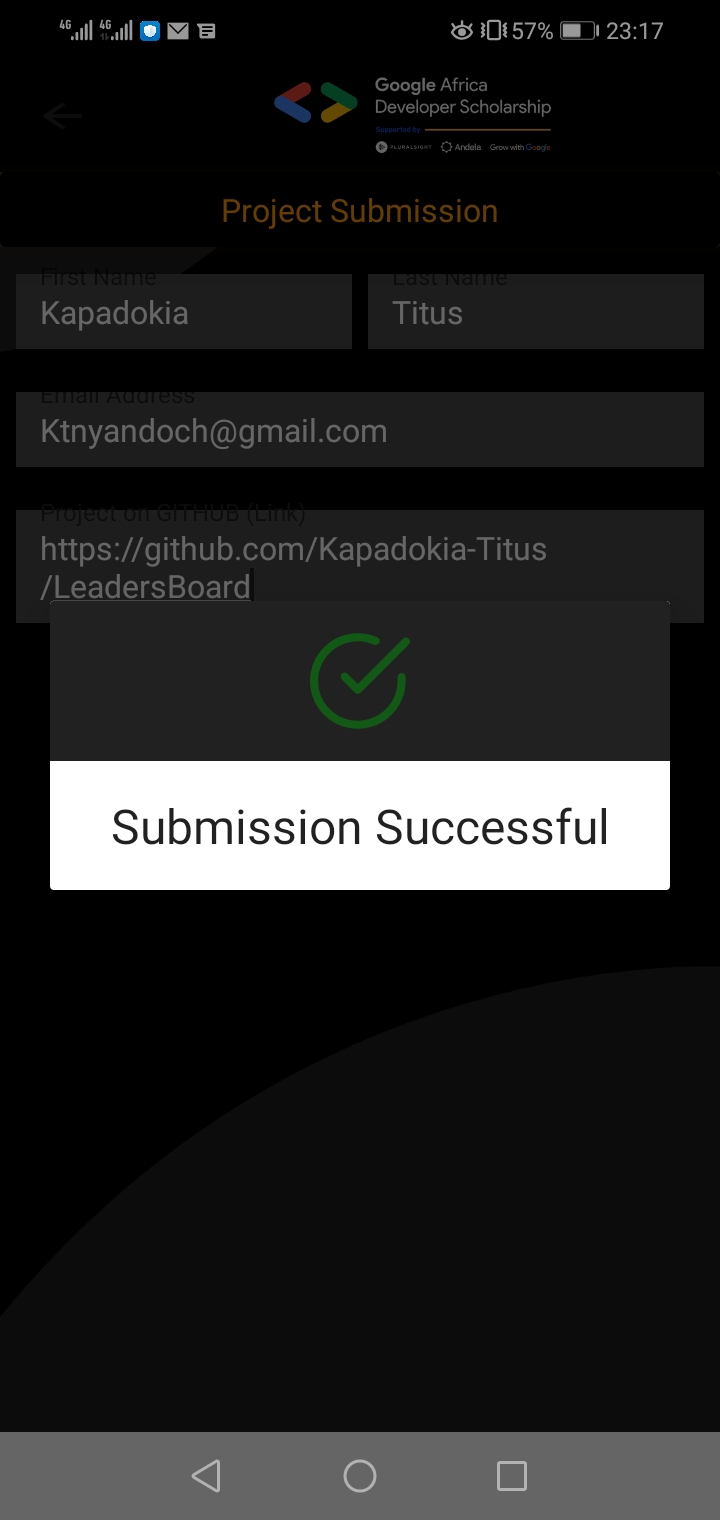 4G 4G 57% 23:17
Google Africa
Developer Scholarship
Supported by
PLURALSIGHT Andela Grow with Google
Project Submission
First Name Last Name
Kapadokia Titus
Email Address
Ktnyandoch@gmail.com
Project on GITHUB (Link)
https://github.com/Kapadokia-Titus
/LeadersBoard
Submission Successful